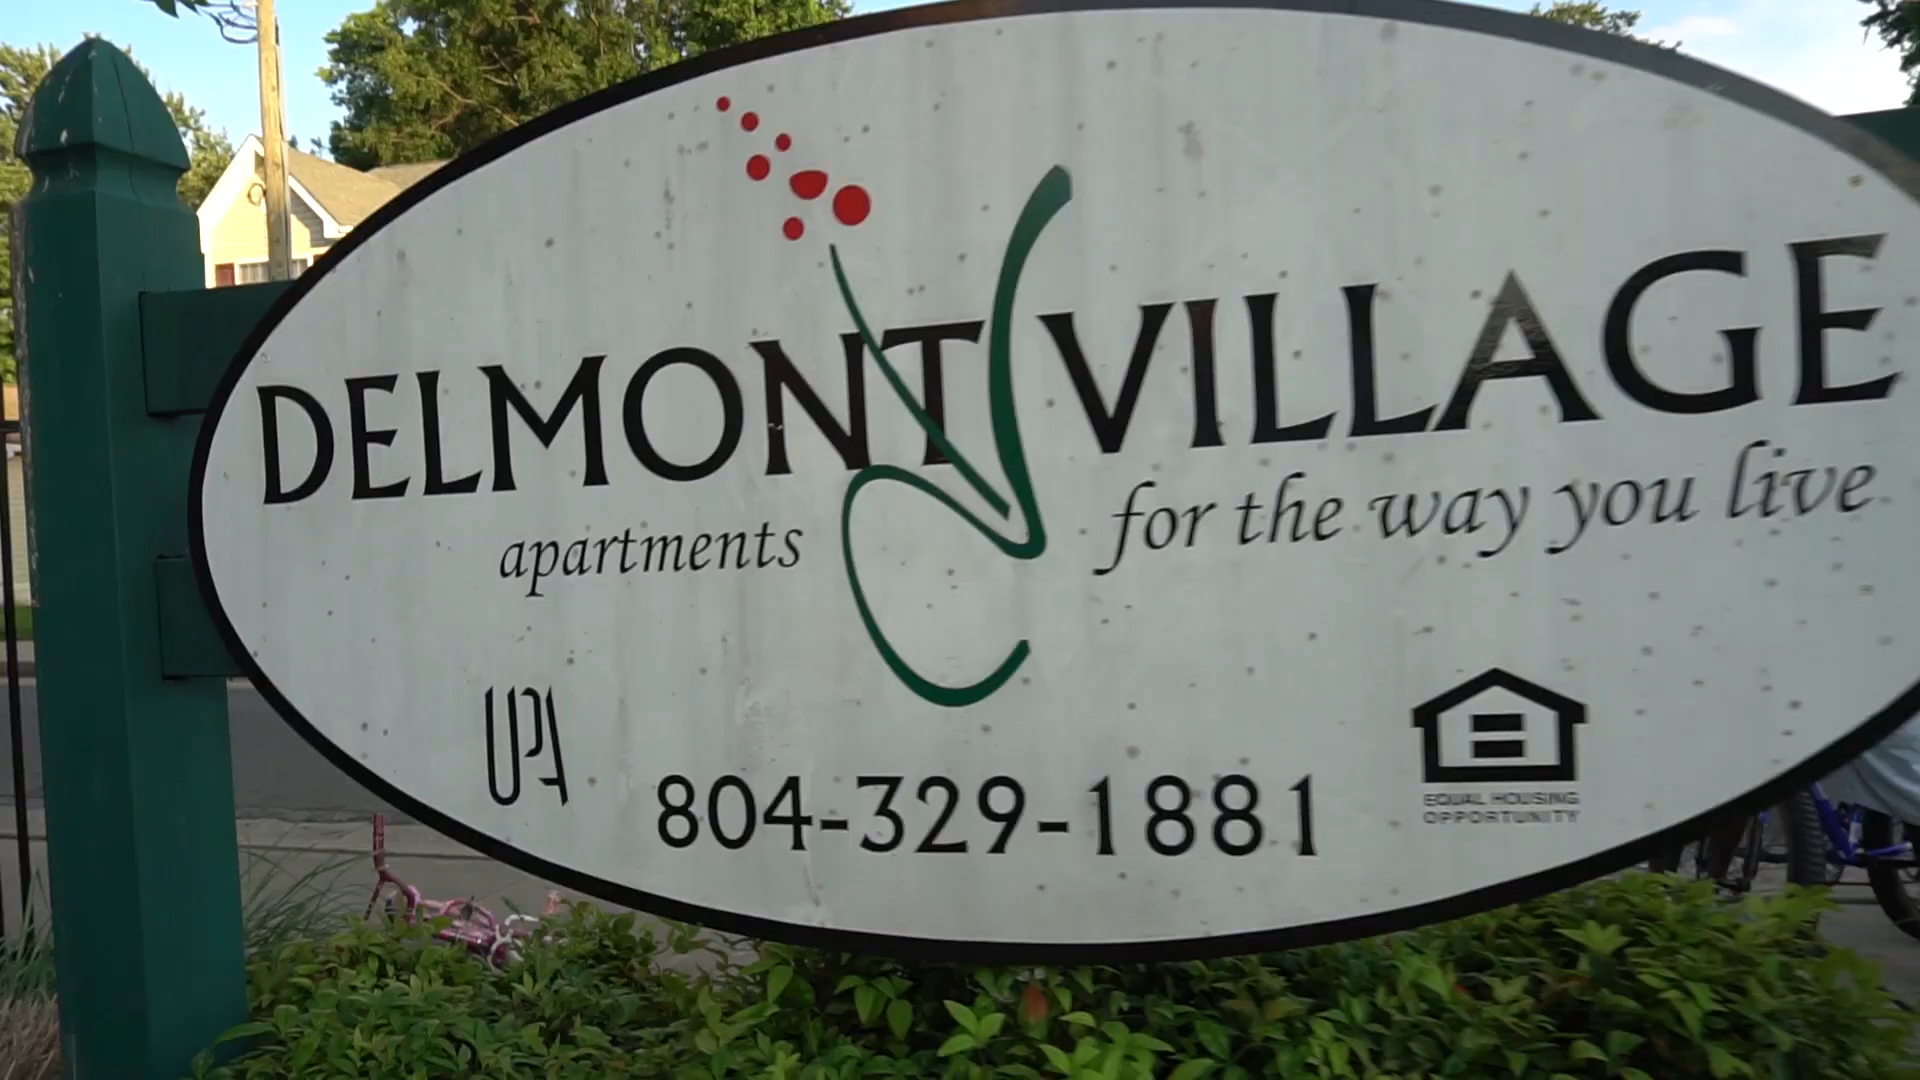 DELMONT VILLAGE
apartments for the way you live
UPA
804-329-1881
EQUAL HOUSING
OPPORTUNITY